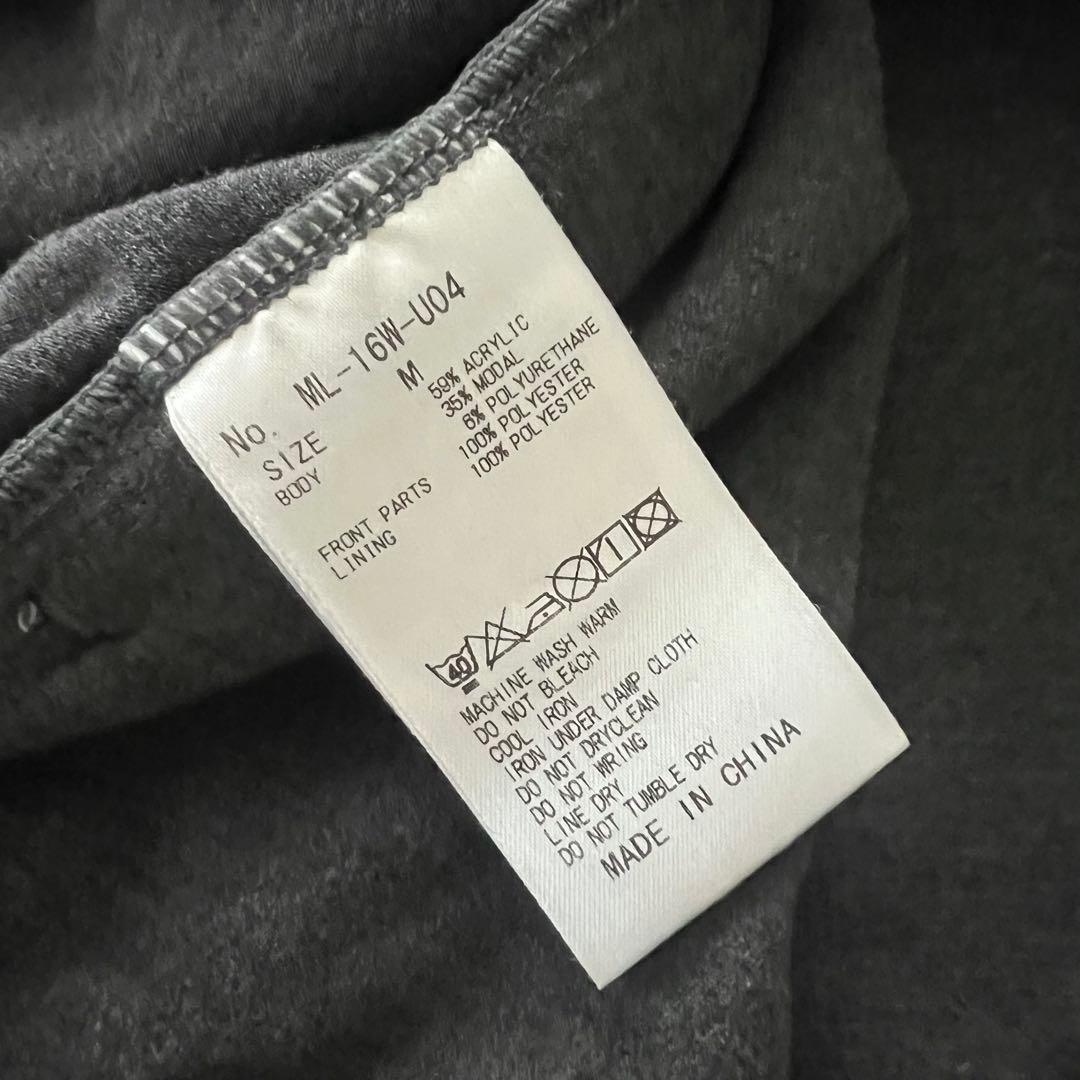 No. ML-16W-U04
SIZE M
BODY 59% ACRYLIC
35% MODAL
6% POLYURETHANE
FRONT PARTS 100% POLYESTER
LINING 100% POLYESTER
40
MACHINE WASH WARM
DO NOT BLEACH
COOL IRON
IRON UNDER DAMP CLOTH
DO NOT DRYCLEAN
DO NOT WRING
LINE DRY
DO NOT TUMBLE DRY
MADE IN CHINA